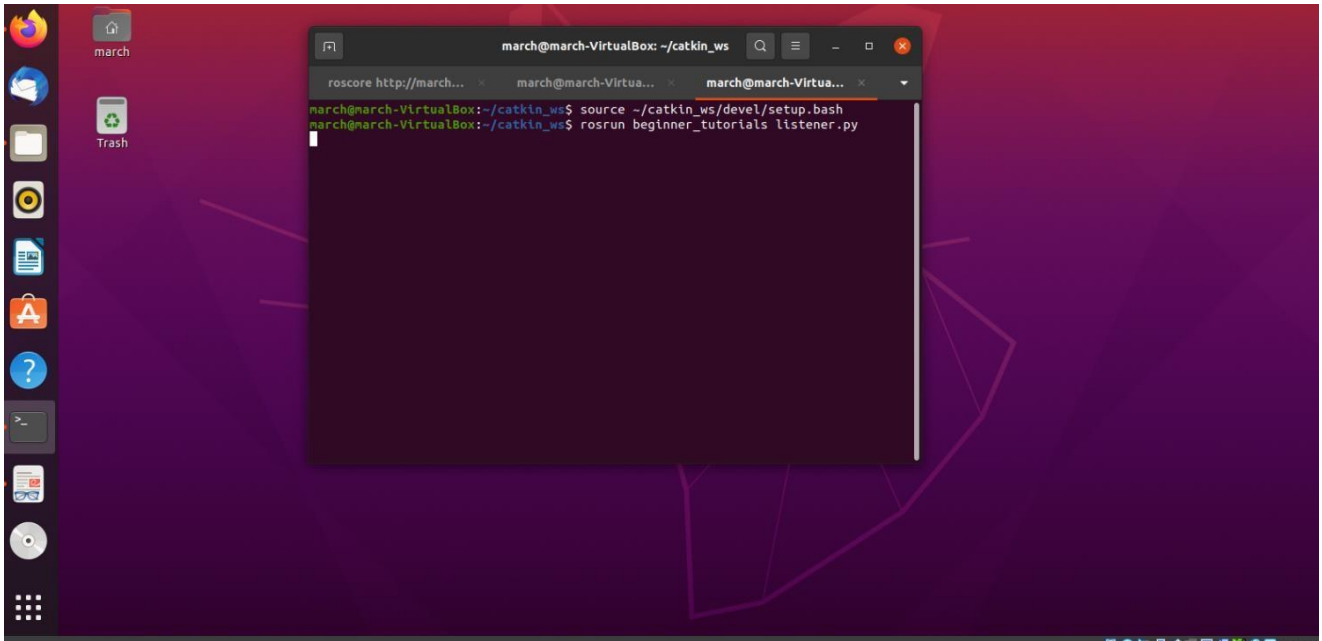 march
Trash
march@march-VirtualBox: ~/catkin_ws
roscore http://march...
march@march-Virtua...
march@march-Virtua...
march@march-VirtualBox:~/catkin_ws$ source ~/catkin_ws/devel/setup.bash
march@march-VirtualBox:~/catkin_ws$ rosrun beginner_tutorials listener.py